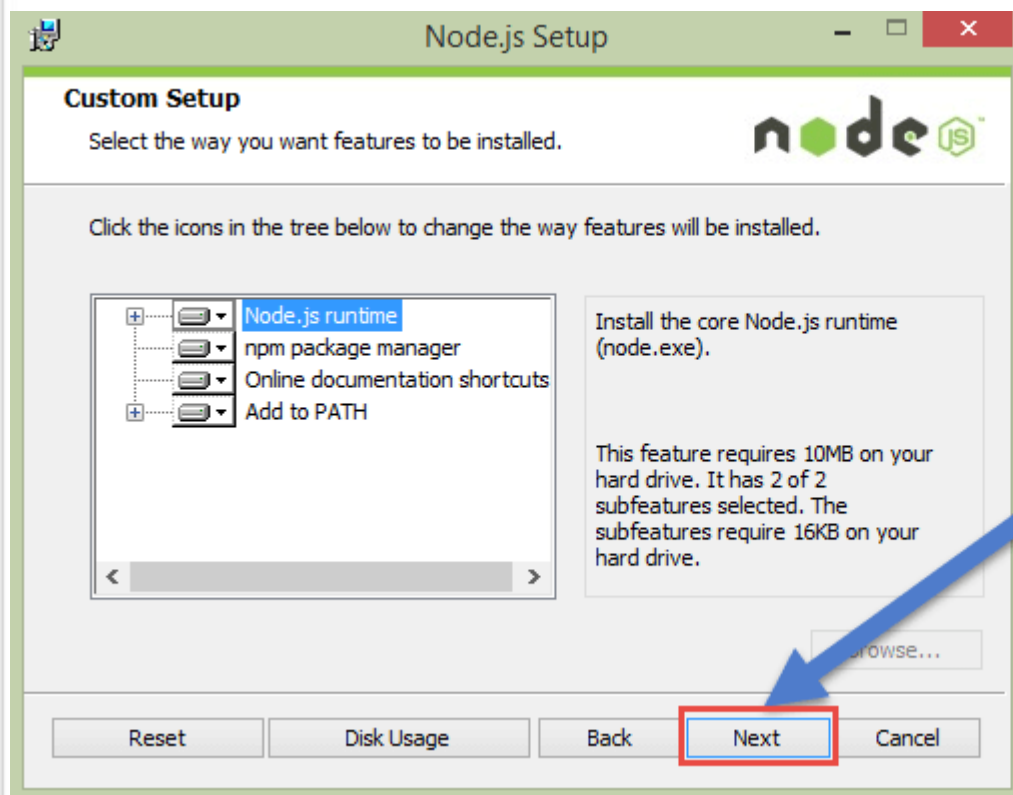 Node.js Setup
Custom Setup
Select the way you want features to be installed.
node JS
Click the icons in the tree below to change the way features will be installed.
Node.js runtime
npm package manager
Online documentation shortcuts
Add to PATH
Install the core Node.js runtime
(node.exe).
This feature requires 10MB on your
hard drive. It has 2 of 2
subfeatures selected. The
subfeatures require 16KB on your
hard drive.
Reset
Disk Usage
Back
Next
Cancel